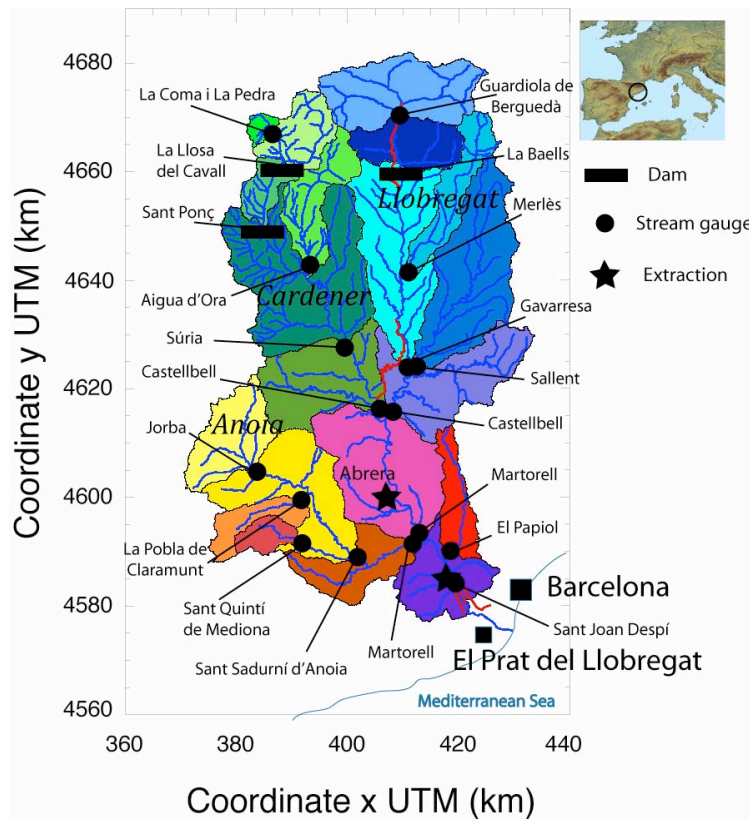 4680
4660
4640
4620
4600
4580
4560
360
380
400
420
440
Coordinate y UTM (km)
Coordinate x UTM (km)
La Coma i La Pedra
La Llosa
del Cavall
Sant Ponç
Aigua d’Ora
Súria
Castellbell
Jorba
La Pobla de
Claramunt
Sant Quintí
de Mediona
Sant Sadurní d’Anoia
Martorell
Guardiola de
Berguedà
La Baells
Merlès
Gavarresa
Sallent
Castellbell
Martorell
El Papiol
Sant Joan Despí
Llobregat
Cardener
Anoia
Abrera
Barcelona
El Prat del Llobregat
Mediterranean Sea
Dam
Stream gauge
Extraction